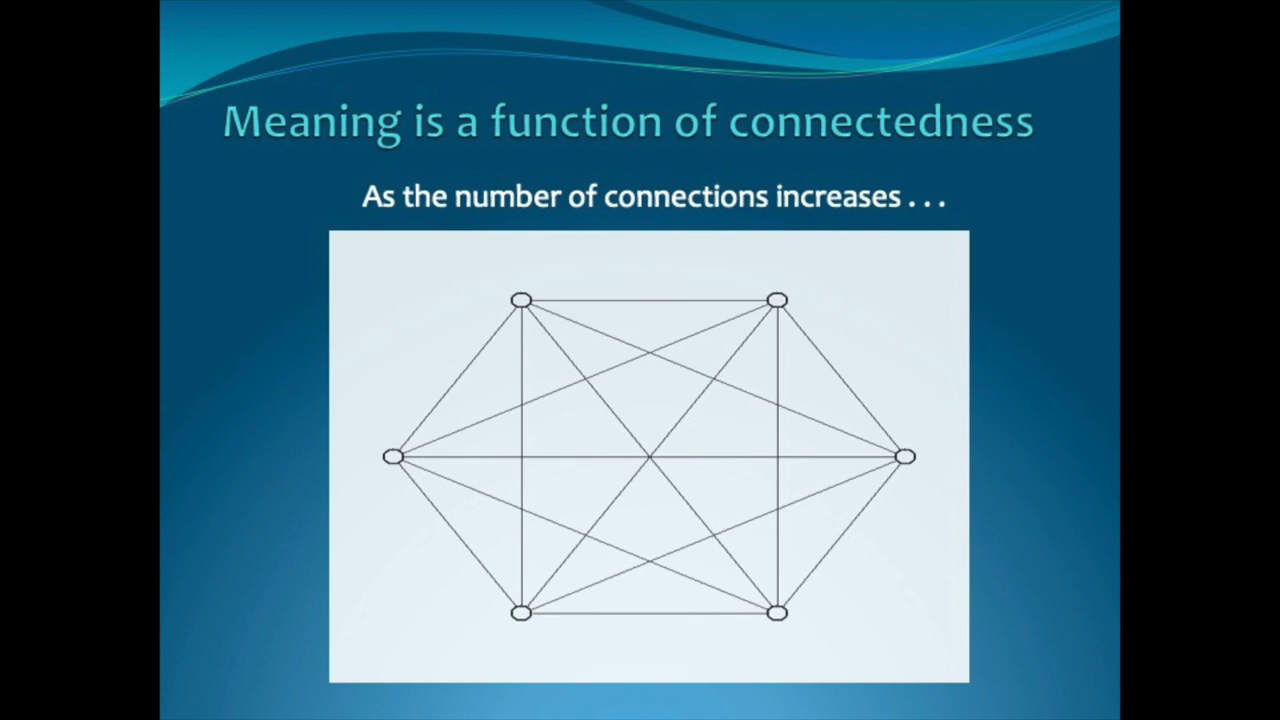 Meaning is a function of connectedness
As the number of connections increases . . .